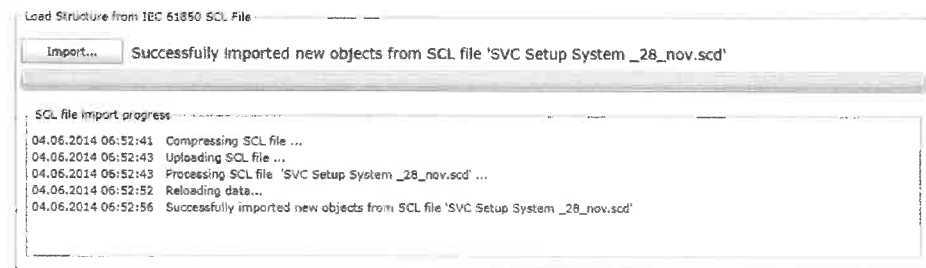 Load Structure from IEC 61850 SCL File
Import... Successfully imported new objects from SCL file 'SVC Setup System _28_nov.scd'
SCL file import progress
04.06.2014 06:52:41 Compressing SCL file ...
04.06.2014 06:52:43 Uploading SCL file ...
04.06.2014 06:52:43 Processing SCL file 'SVC Setup System _28_nov.scd' ...
04.06.2014 06:52:52 Reloading data...
04.06.2014 06:52:56 Successfully imported new objects from SCL file 'SVC Setup System _28_nov.scd'